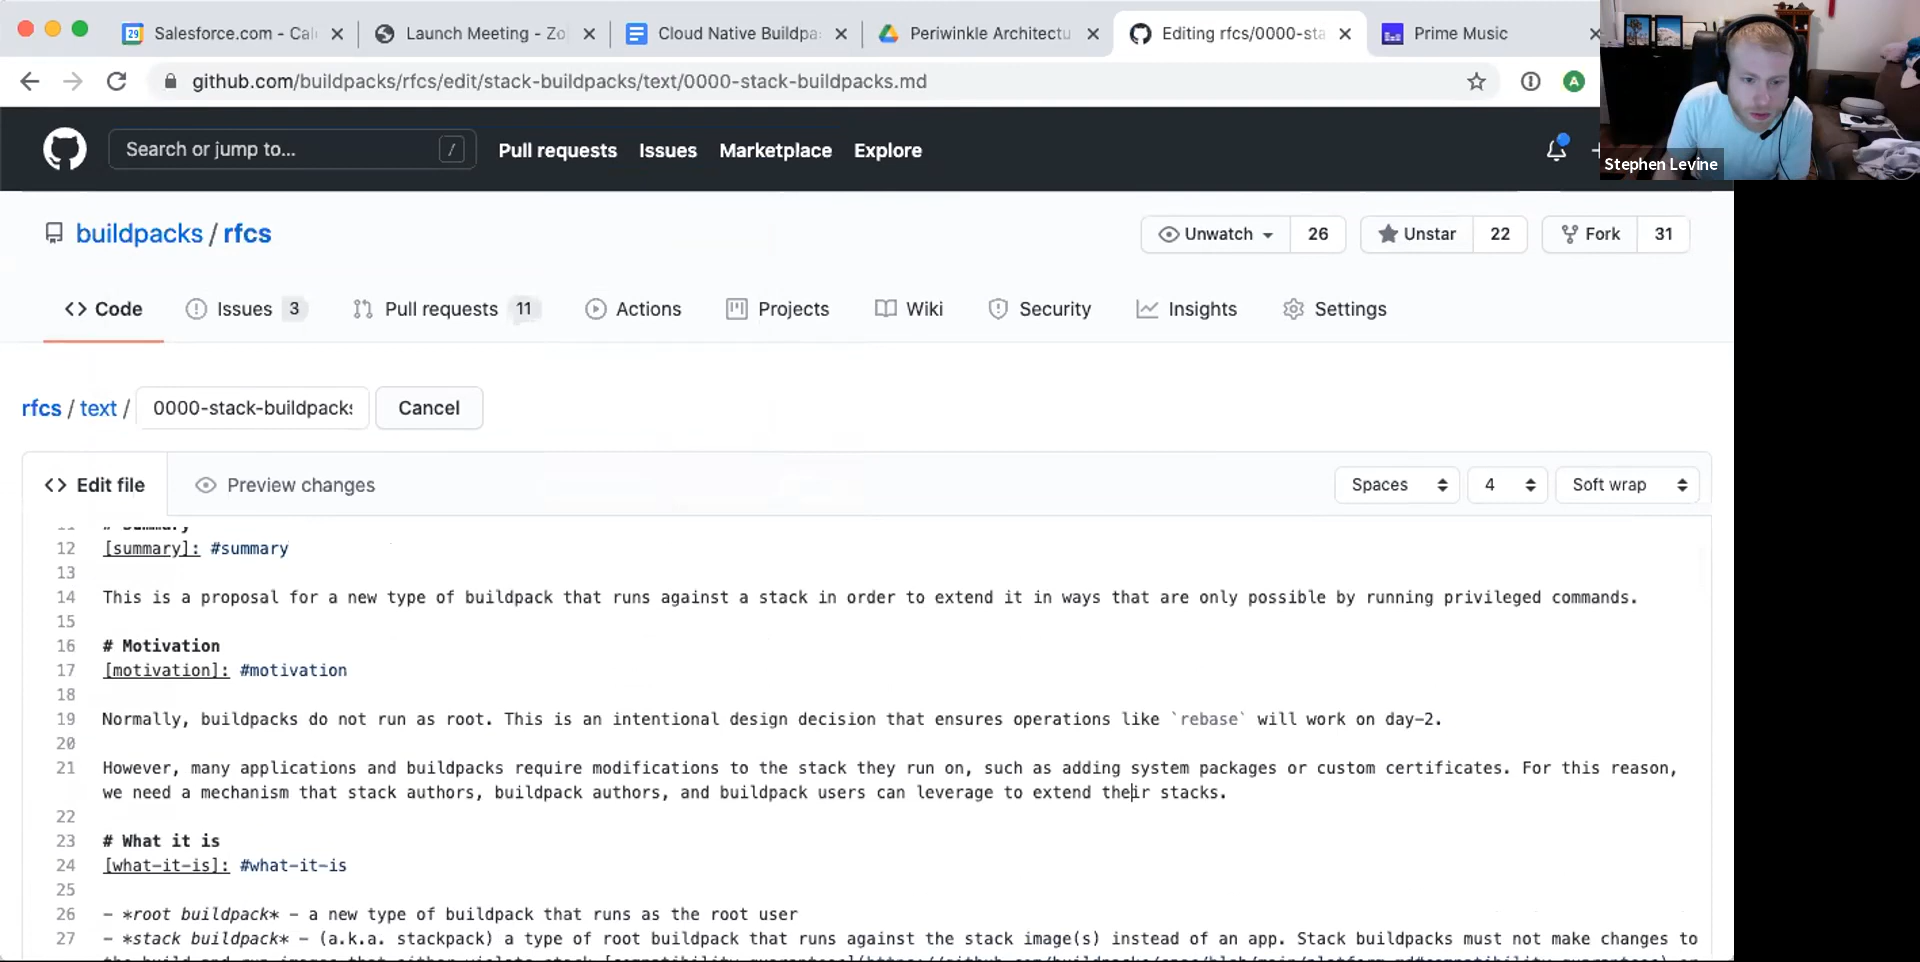 29 Salesforce.com - Cal
Launch Meeting - Zo
Cloud Native Buildpa
Periwinkle Architectu
Editing rfcs/0000-sta
Prime Music
github.com/buildpacks/rfcs/edit/stack-buildpacks/text/0000-stack-buildpacks.md
A
Search or jump to... /
Pull requests Issues Marketplace Explore
Stephen Levine
buildpacks / rfcs
Unwatch 26
Unstar 22
Fork 31
Code
Issues 3
Pull requests 11
Actions
Projects
Wiki
Security
Insights
Settings
rfcs / text / 0000-stack-buildpacks Cancel
Edit file
Preview changes
Spaces
4
Soft wrap
11 # Summary
12 [summary]: #summary
13
14 This is a proposal for a new type of buildpack that runs against a stack in order to extend it in ways that are only possible by running privileged commands.
15
16 # Motivation
17 [motivation]: #motivation
18
19 Normally, buildpacks do not run as root. This is an intentional design decision that ensures operations like `rebase` will work on day-2.
20
21 However, many applications and buildpacks require modifications to the stack they run on, such as adding system packages or custom certificates. For this reason,
we need a mechanism that stack authors, buildpack authors, and buildpack users can leverage to extend their stacks.
22
23 # What it is
24 [what-it-is]: #what-it-is
25
26 - *root buildpack* - a new type of buildpack that runs as the root user
27 - *stack buildpack* - (a.k.a. stackpack) a type of root buildpack that runs against the stack image(s) instead of an app. Stack buildpacks must not make changes to